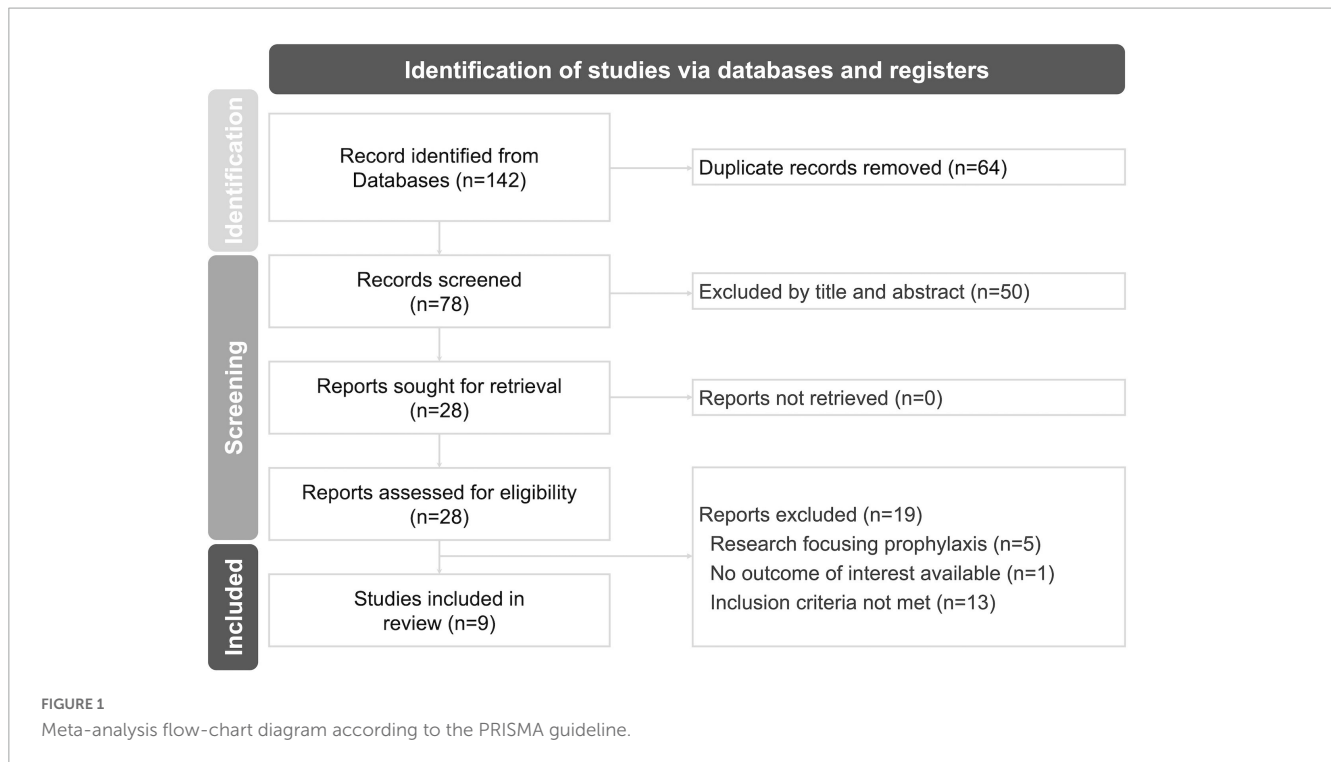 Identification of studies via databases and registers
Identification
Record identified from
Databases (n=142)
Duplicate records removed (n=64)
Screening
Records screened
(n=78)
Excluded by title and abstract (n=50)
Reports sought for retrieval
(n=28)
Reports not retrieved (n=0)
Reports assessed for eligibility
(n=28)
Reports excluded (n=19)
Research focusing prophylaxis (n=5)
No outcome of interest available (n=1)
Inclusion criteria not met (n=13)
Included
Studies included in
review (n=9)
FIGURE 1
Meta-analysis flow-chart diagram according to the PRISMA guideline.